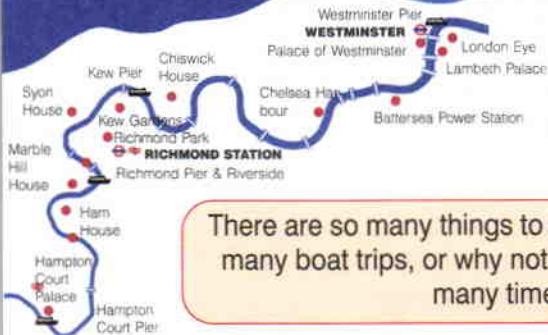 Westminster Pier
WESTMINSTER
Palace of Westminster
London Eye
Lambeth Palace
Chiswick
House
Kew Pier
Syon
House
Chelsea Har
bour
Battersea Power Station
Kew Gardens
Richmond Park
RICHMOND STATION
Marble
Hill
House
Richmond Pier & Riverside
Ham
House
Hampton
Court
Palace
Hampton
Court Pier
There are so many things to
many boat trips, or why not
many time